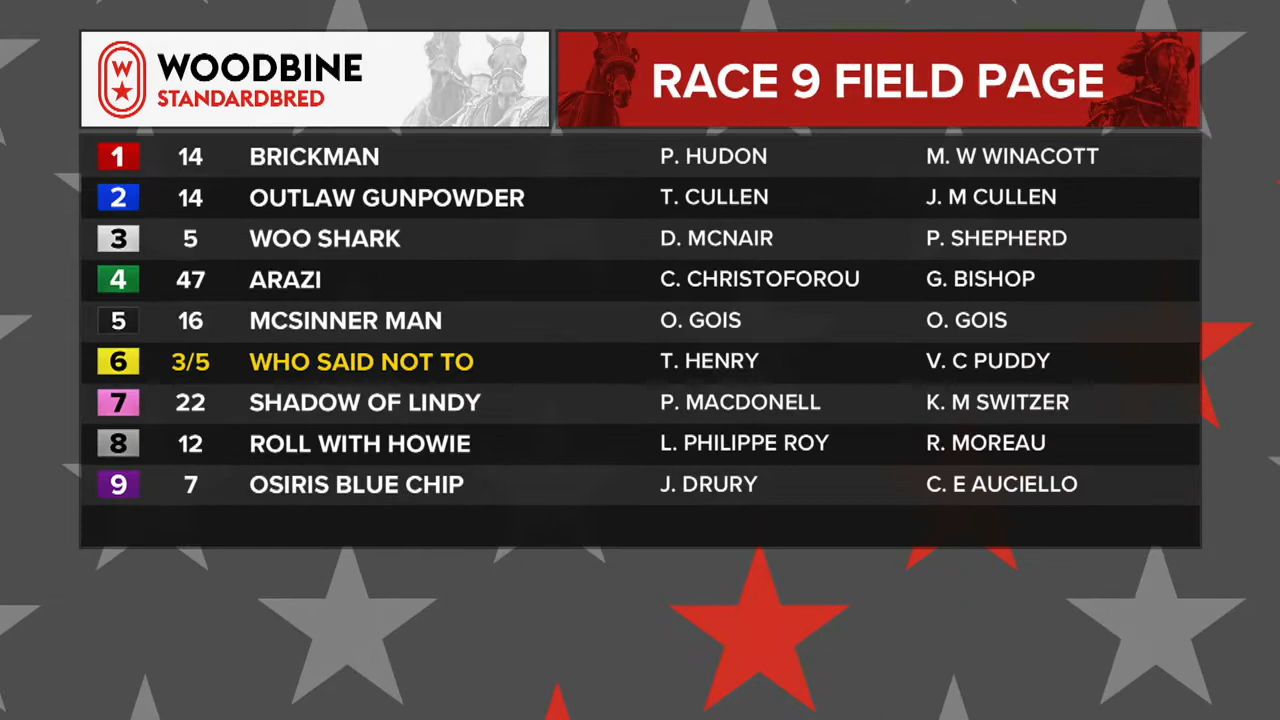 W
WOODBINE
STANDARDBRED
RACE 9 FIELD PAGE
1 14 BRICKMAN P. HUDON M. W WINACOTT
2 14 OUTLAW GUNPOWDER T. CULLEN J. M CULLEN
3 5 WOO SHARK D. MCNAIR P. SHEPHERD
4 47 ARAZI C. CHRISTOFOROU G. BISHOP
5 16 MCSINNER MAN O. GOIS O. GOIS
6 3/5 WHO SAID NOT TO T. HENRY V. C PUDDY
7 22 SHADOW OF LINDY P. MACDONELL K. M SWITZER
8 12 ROLL WITH HOWIE L. PHILIPPE ROY R. MOREAU
9 7 OSIRIS BLUE CHIP J. DRURY C. E AUCIELLO